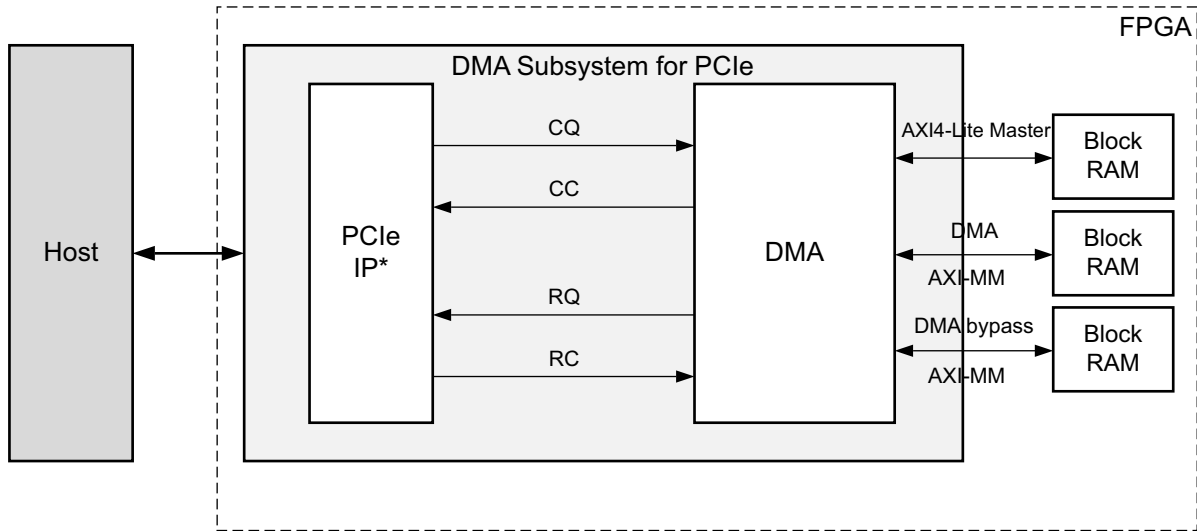 FPGA
DMA Subsystem for PCIe
Host
PCIe
IP*
CQ
CC
RQ
RC
DMA
AXI4-Lite Master
Block
RAM
DMA
AXI-MM
Block
RAM
DMA bypass
AXI-MM
Block
RAM